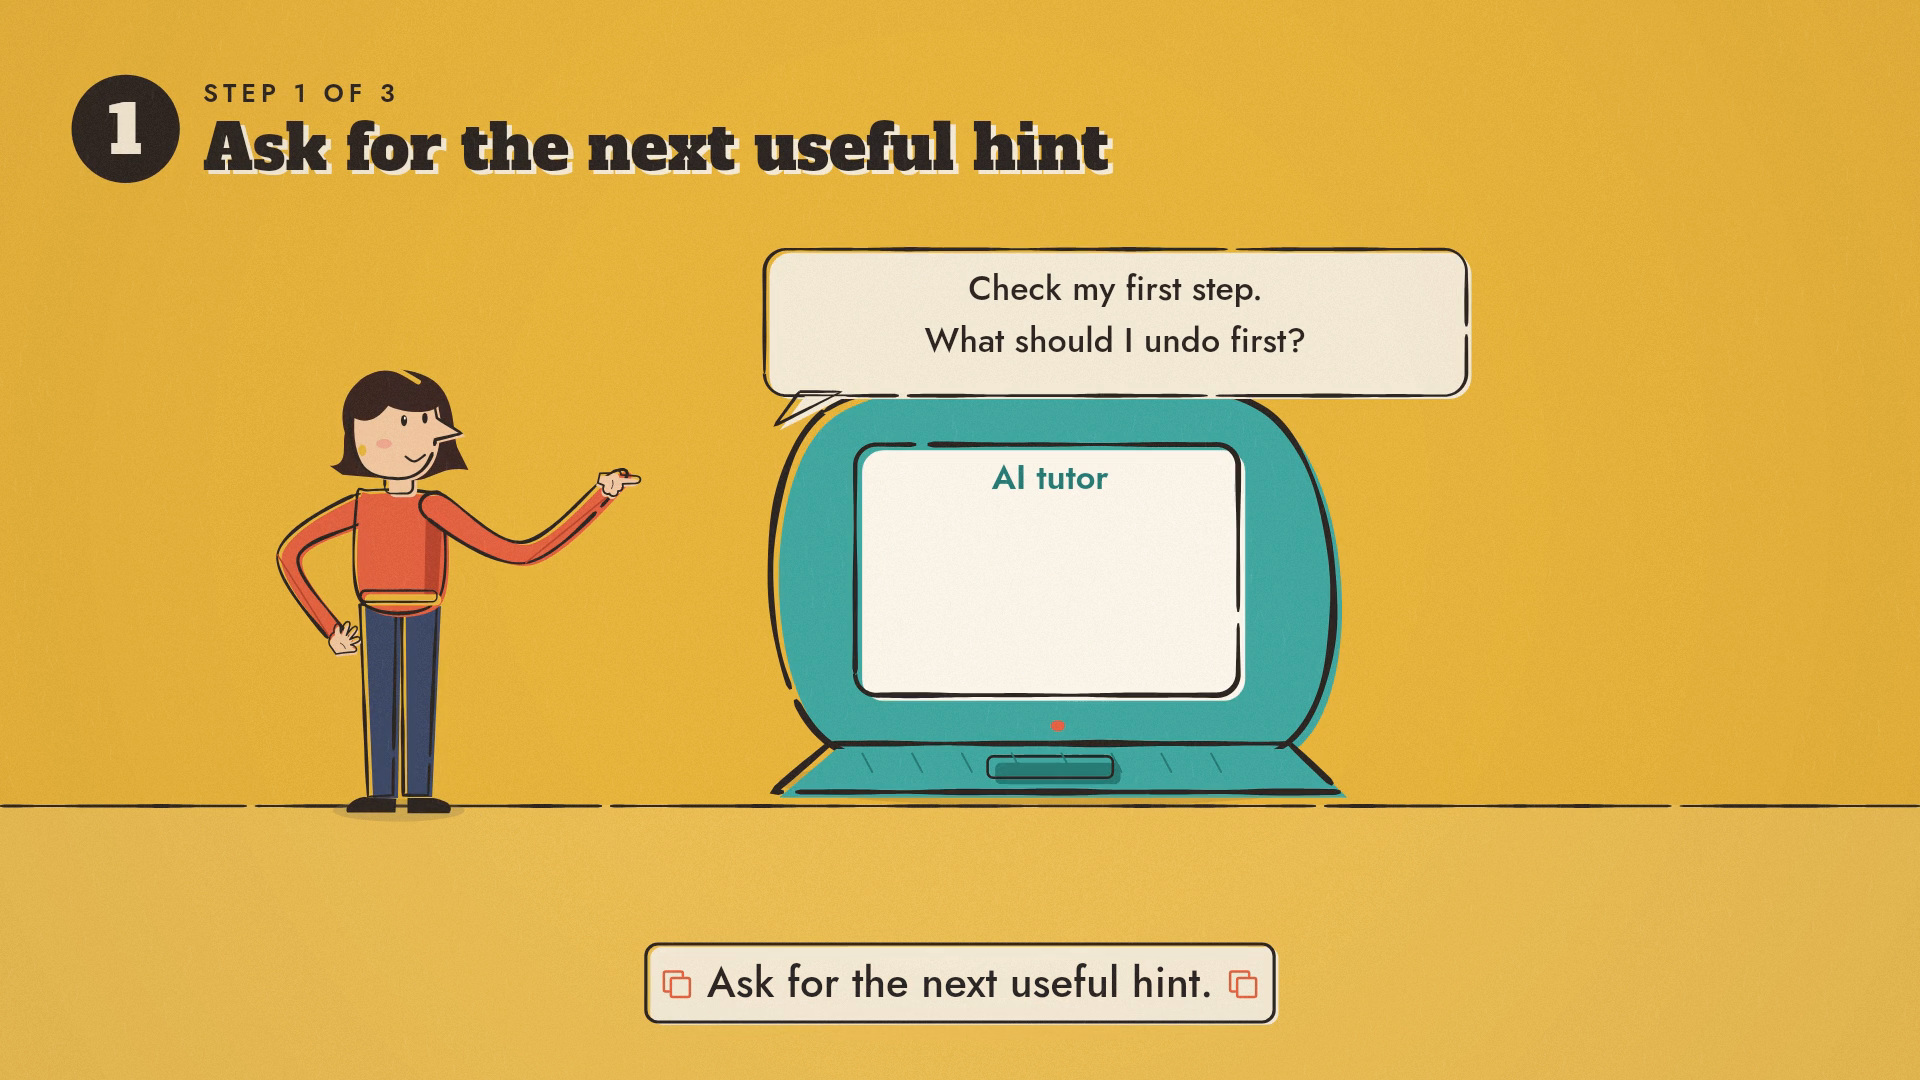 1
STEP 1 OF 3
Ask for the next useful hint
Check my first step.
What should I undo first?
AI tutor
Ask for the next useful hint.